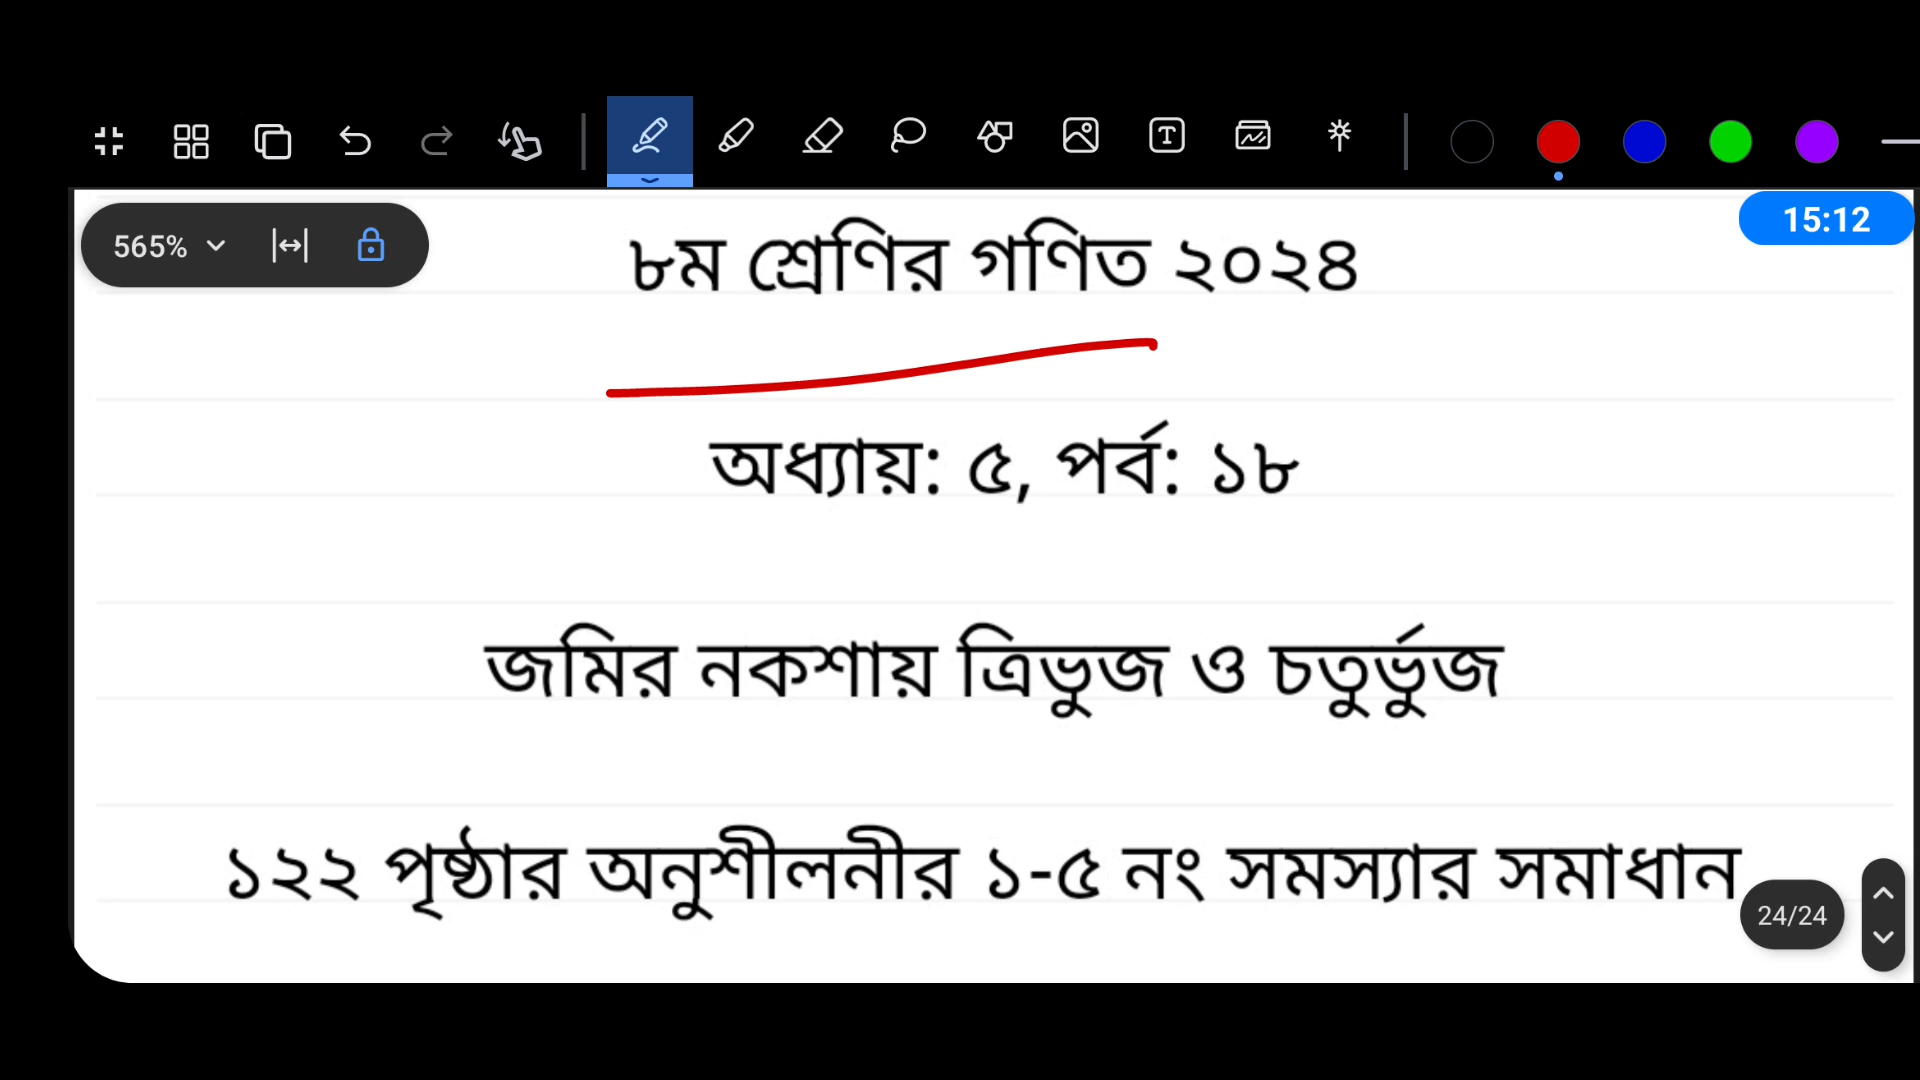 565%
15:12
৮ম শ্রেণির গণিত ২০২৪
অধ্যায়: ৫, পর্ব: ১৮
জমির নকশায় ত্রিভুজ ও চতুর্ভুজ
১২২ পৃষ্ঠার অনুশীলনীর ১-৫ নং সমস্যার সমাধান
24/24